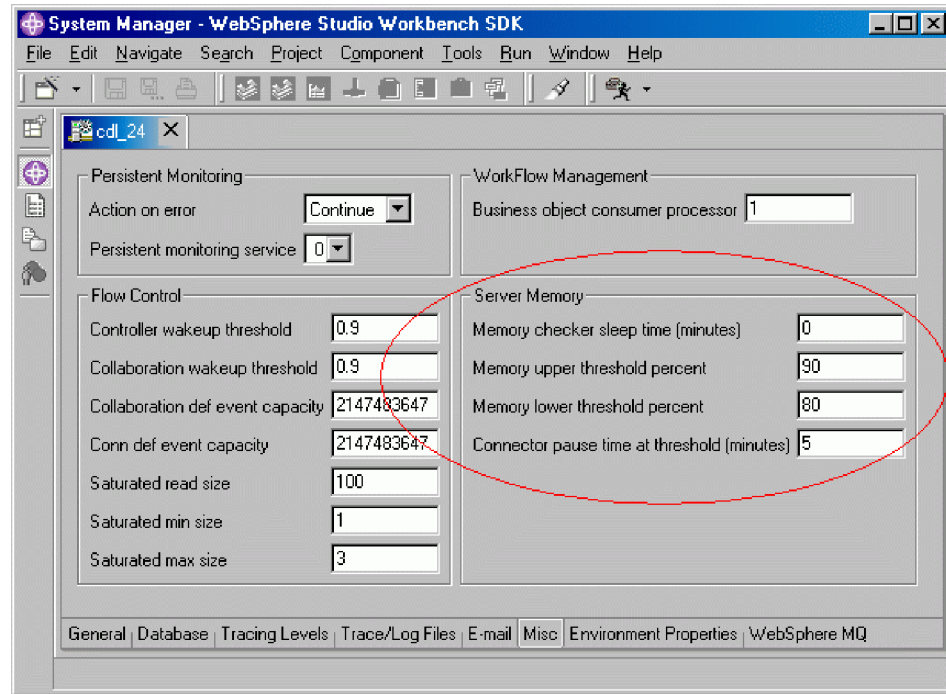 System Manager - WebSphere Studio Workbench SDK
File Edit Navigate Search Project Component Tools Run Window Help
cdl_24
Persistent Monitoring
Action on error Continue
Persistent monitoring service 0
WorkFlow Management
Business object consumer processor 1
Flow Control
Controller wakeup threshold 0.9
Collaboration wakeup threshold 0.9
Collaboration def event capacity 2147483647
Conn def event capacity 2147483647
Saturated read size 100
Saturated min size 1
Saturated max size 3
Server Memory
Memory checker sleep time (minutes) 0
Memory upper threshold percent 90
Memory lower threshold percent 80
Connector pause time at threshold (minutes) 5
General Database Tracing Levels Trace/Log Files E-mail Misc Environment Properties WebSphere MQ